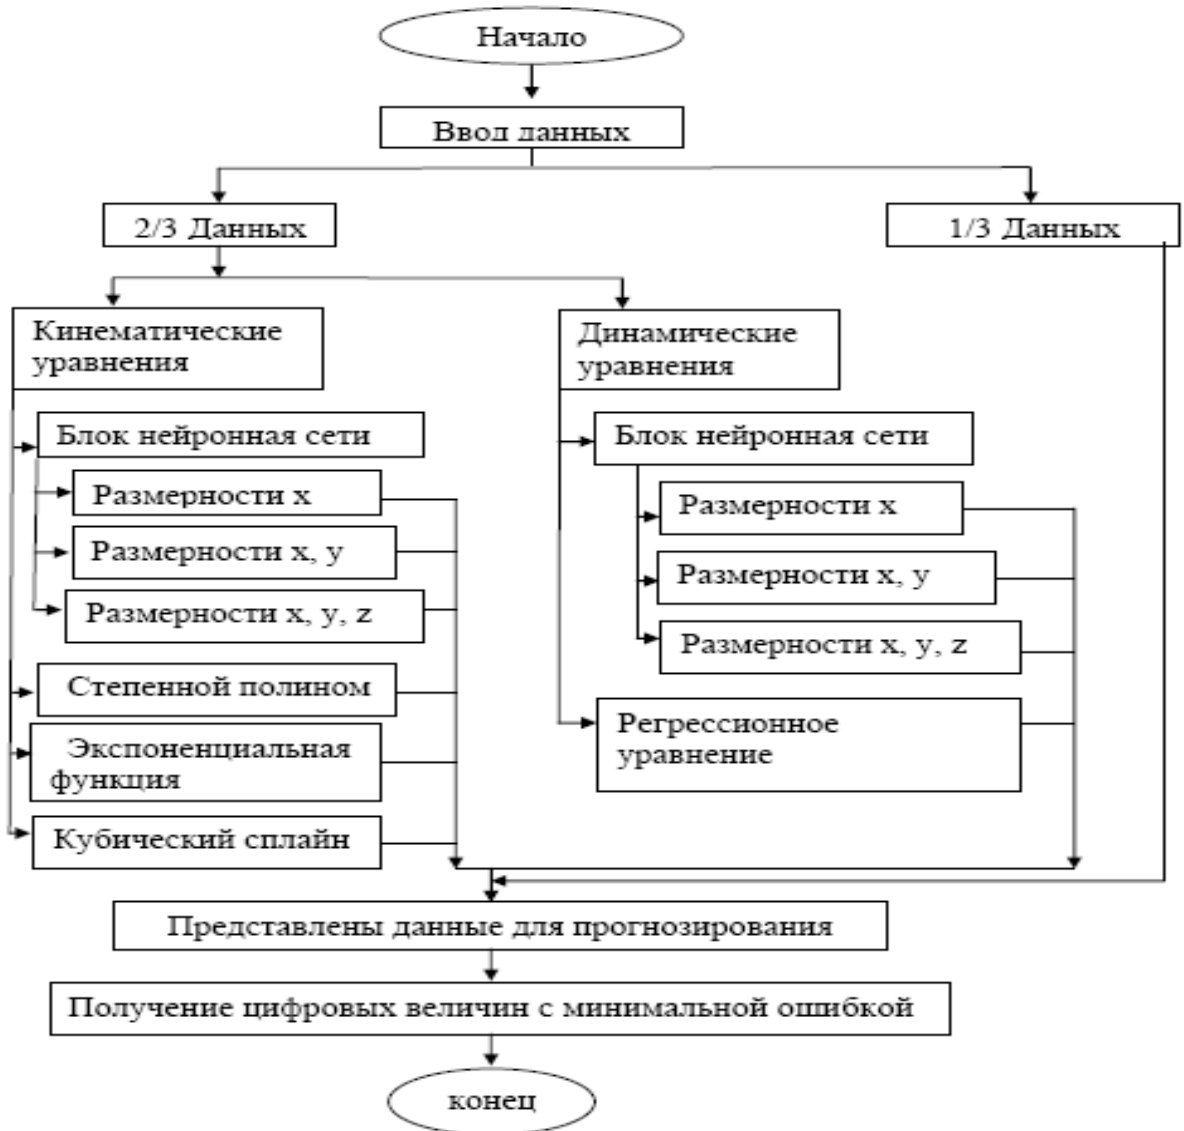 Начало
Ввод данных
2/3 Данных
1/3 Данных
Кинематические
уравнения
Блок нейронная сети
Размерности x
Размерности x, y
Размерности x, y, z
Степенной полином
Экспоненциальная
функция
Кубический сплайн
Динамические
уравнения
Блок нейронная сети
Размерности x
Размерности x, y
Размерности x, y, z
Регрессионное
уравнение
Представлены данные для прогнозирования
Получение цифровых величин с минимальной ошибкой
конец